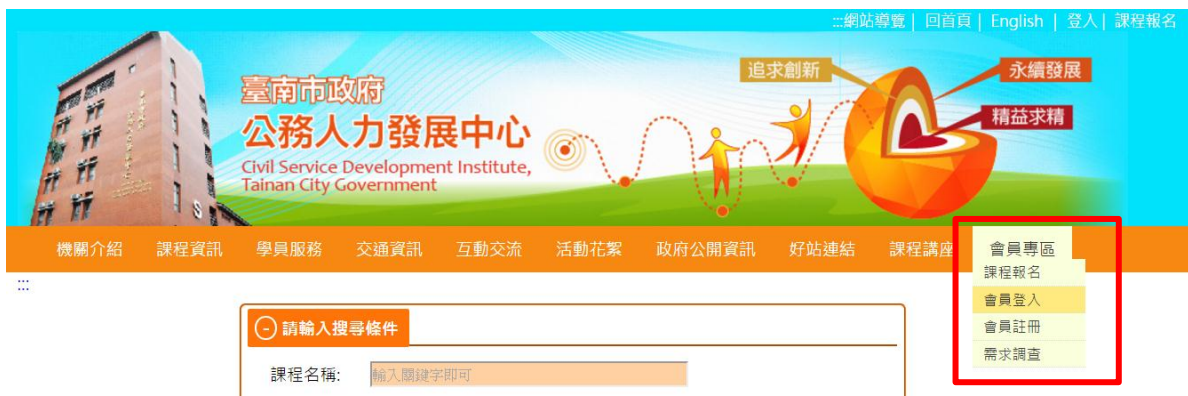 :::網站導覽 | 回首頁 | English | 登入 | 課程報名
臺南市政府
公務人力發展中心
Civil Service Development Institute,
Tainan City Government
追求創新
永續發展
精益求精
機關介紹 課程資訊 學員服務 交通資訊 互動交流 活動花絮 政府公開資訊 好站連結 課程講座 會員專區
課程報名
會員登入
會員註冊
需求調查
:::
請輸入搜尋條件
課程名稱: 輸入關鍵字即可